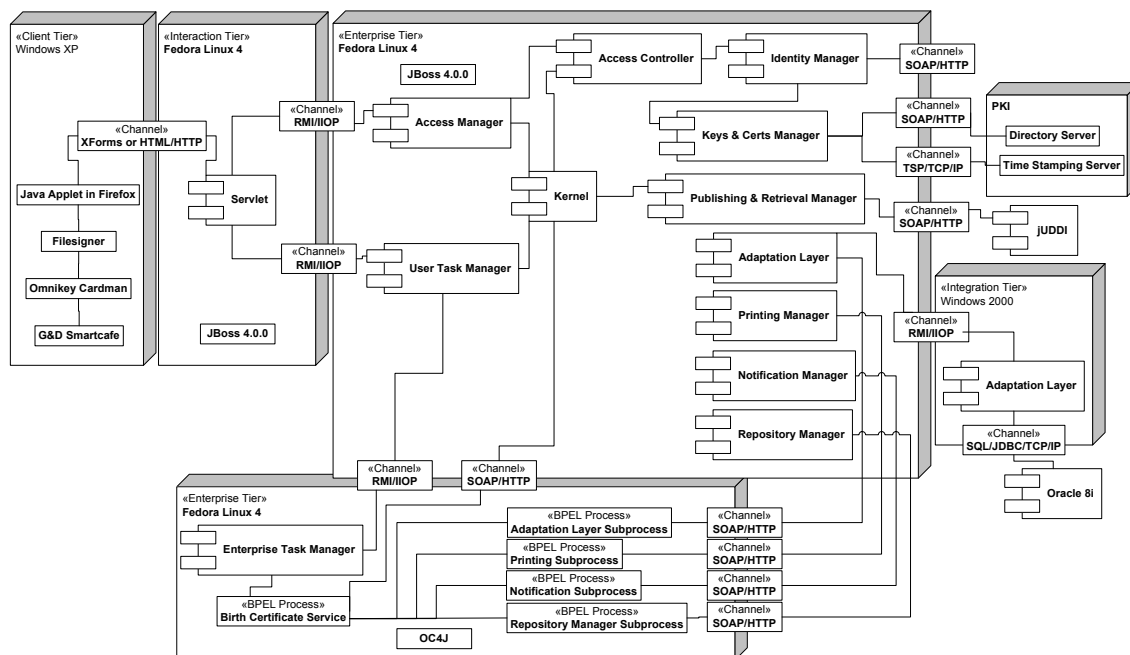 «Client Tier»
Windows XP
«Channel»
XForms or HTML/HTTP
Java Applet in Firefox
Filesigner
Omnikey Cardman
G&D Smartcafe
«Interaction Tier»
Fedora Linux 4
Servlet
JBoss 4.0.0
«Channel»
RMI/IIOP
«Channel»
RMI/IIOP
«Enterprise Tier»
Fedora Linux 4
JBoss 4.0.0
Access Manager
User Task Manager
Kernel
Access Controller
Identity Manager
Keys & Certs Manager
Publishing & Retrieval Manager
Adaptation Layer
Printing Manager
Notification Manager
Repository Manager
«Channel»
SOAP/HTTP
«Channel»
SOAP/HTTP
«Channel»
TSP/TCP/IP
«Channel»
SOAP/HTTP
PKI
Directory Server
Time Stamping Server
jUDDI
«Channel»
RMI/IIOP
«Integration Tier»
Windows 2000
Adaptation Layer
«Channel»
SQL/JDBC/TCP/IP
Oracle 8i
«Channel»
RMI/IIOP
«Channel»
SOAP/HTTP
«Enterprise Tier»
Fedora Linux 4
Enterprise Task Manager
«BPEL Process»
Birth Certificate Service
OC4J
«BPEL Process»
Adaptation Layer Subprocess
«BPEL Process»
Printing Subprocess
«BPEL Process»
Notification Subprocess
«BPEL Process»
Repository Manager Subprocess
«Channel»
SOAP/HTTP
«Channel»
SOAP/HTTP
«Channel»
SOAP/HTTP
«Channel»
SOAP/HTTP